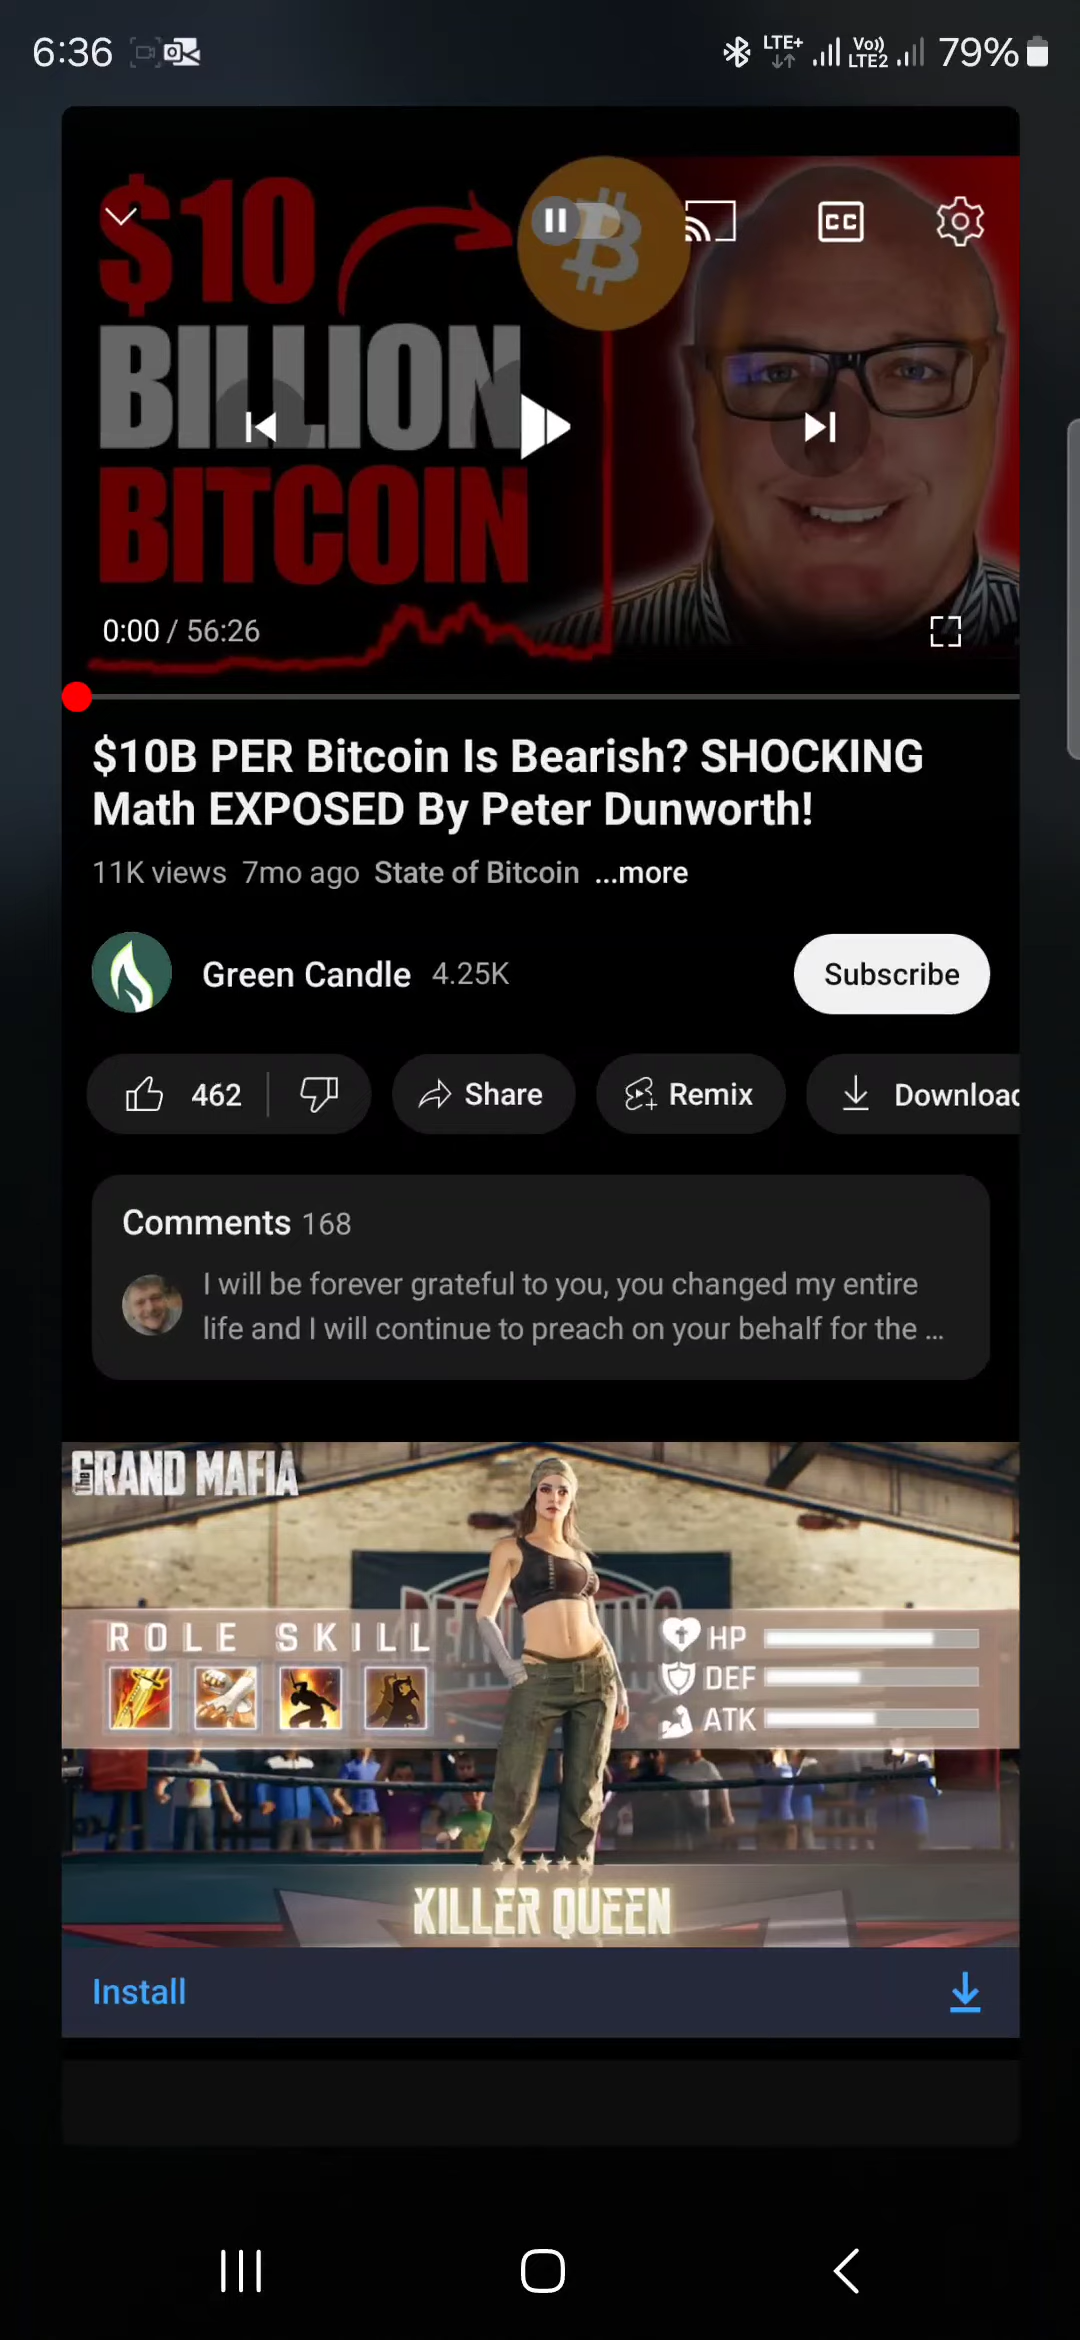 6:36
LTE+ Vo)) LTE2 79%
$10
BILLION
BITCOIN
CC
0:00 / 56:26
$10B PER Bitcoin Is Bearish? SHOCKING
Math EXPOSED By Peter Dunworth!
11K views 7mo ago State of Bitcoin ...more
Green Candle 4.25K
Subscribe
462 Share Remix Download
Comments 168
I will be forever grateful to you, you changed my entire
life and I will continue to preach on your behalf for the ...
The GRAND MAFIA
ROLE SKILL
HP
DEF
ATK
KILLER QUEEN
Install